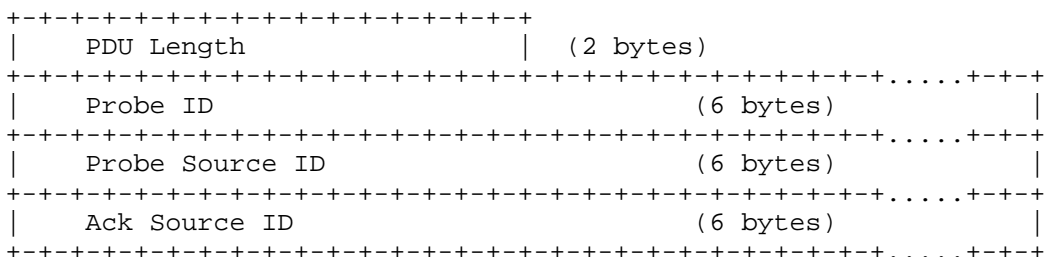 +-+-+-+-+-+-+-+-+-+-+-+-+-+-+-+-+
|    PDU Length                 |  (2 bytes)
+-+-+-+-+-+-+-+-+-+-+-+-+-+-+-+-+-+-+-+-+-+-+-+-+-+-+-+.....+-+-+
|    Probe ID                              (6 bytes)            |
+-+-+-+-+-+-+-+-+-+-+-+-+-+-+-+-+-+-+-+-+-+-+-+-+-+-+-+.....+-+-+
|    Probe Source ID                       (6 bytes)            |
+-+-+-+-+-+-+-+-+-+-+-+-+-+-+-+-+-+-+-+-+-+-+-+-+-+-+-+.....+-+-+
|    Ack Source ID                         (6 bytes)            |
+-+-+-+-+-+-+-+-+-+-+-+-+-+-+-+-+-+-+-+-+-+-+-+-+-+-+-+.....+-+-+